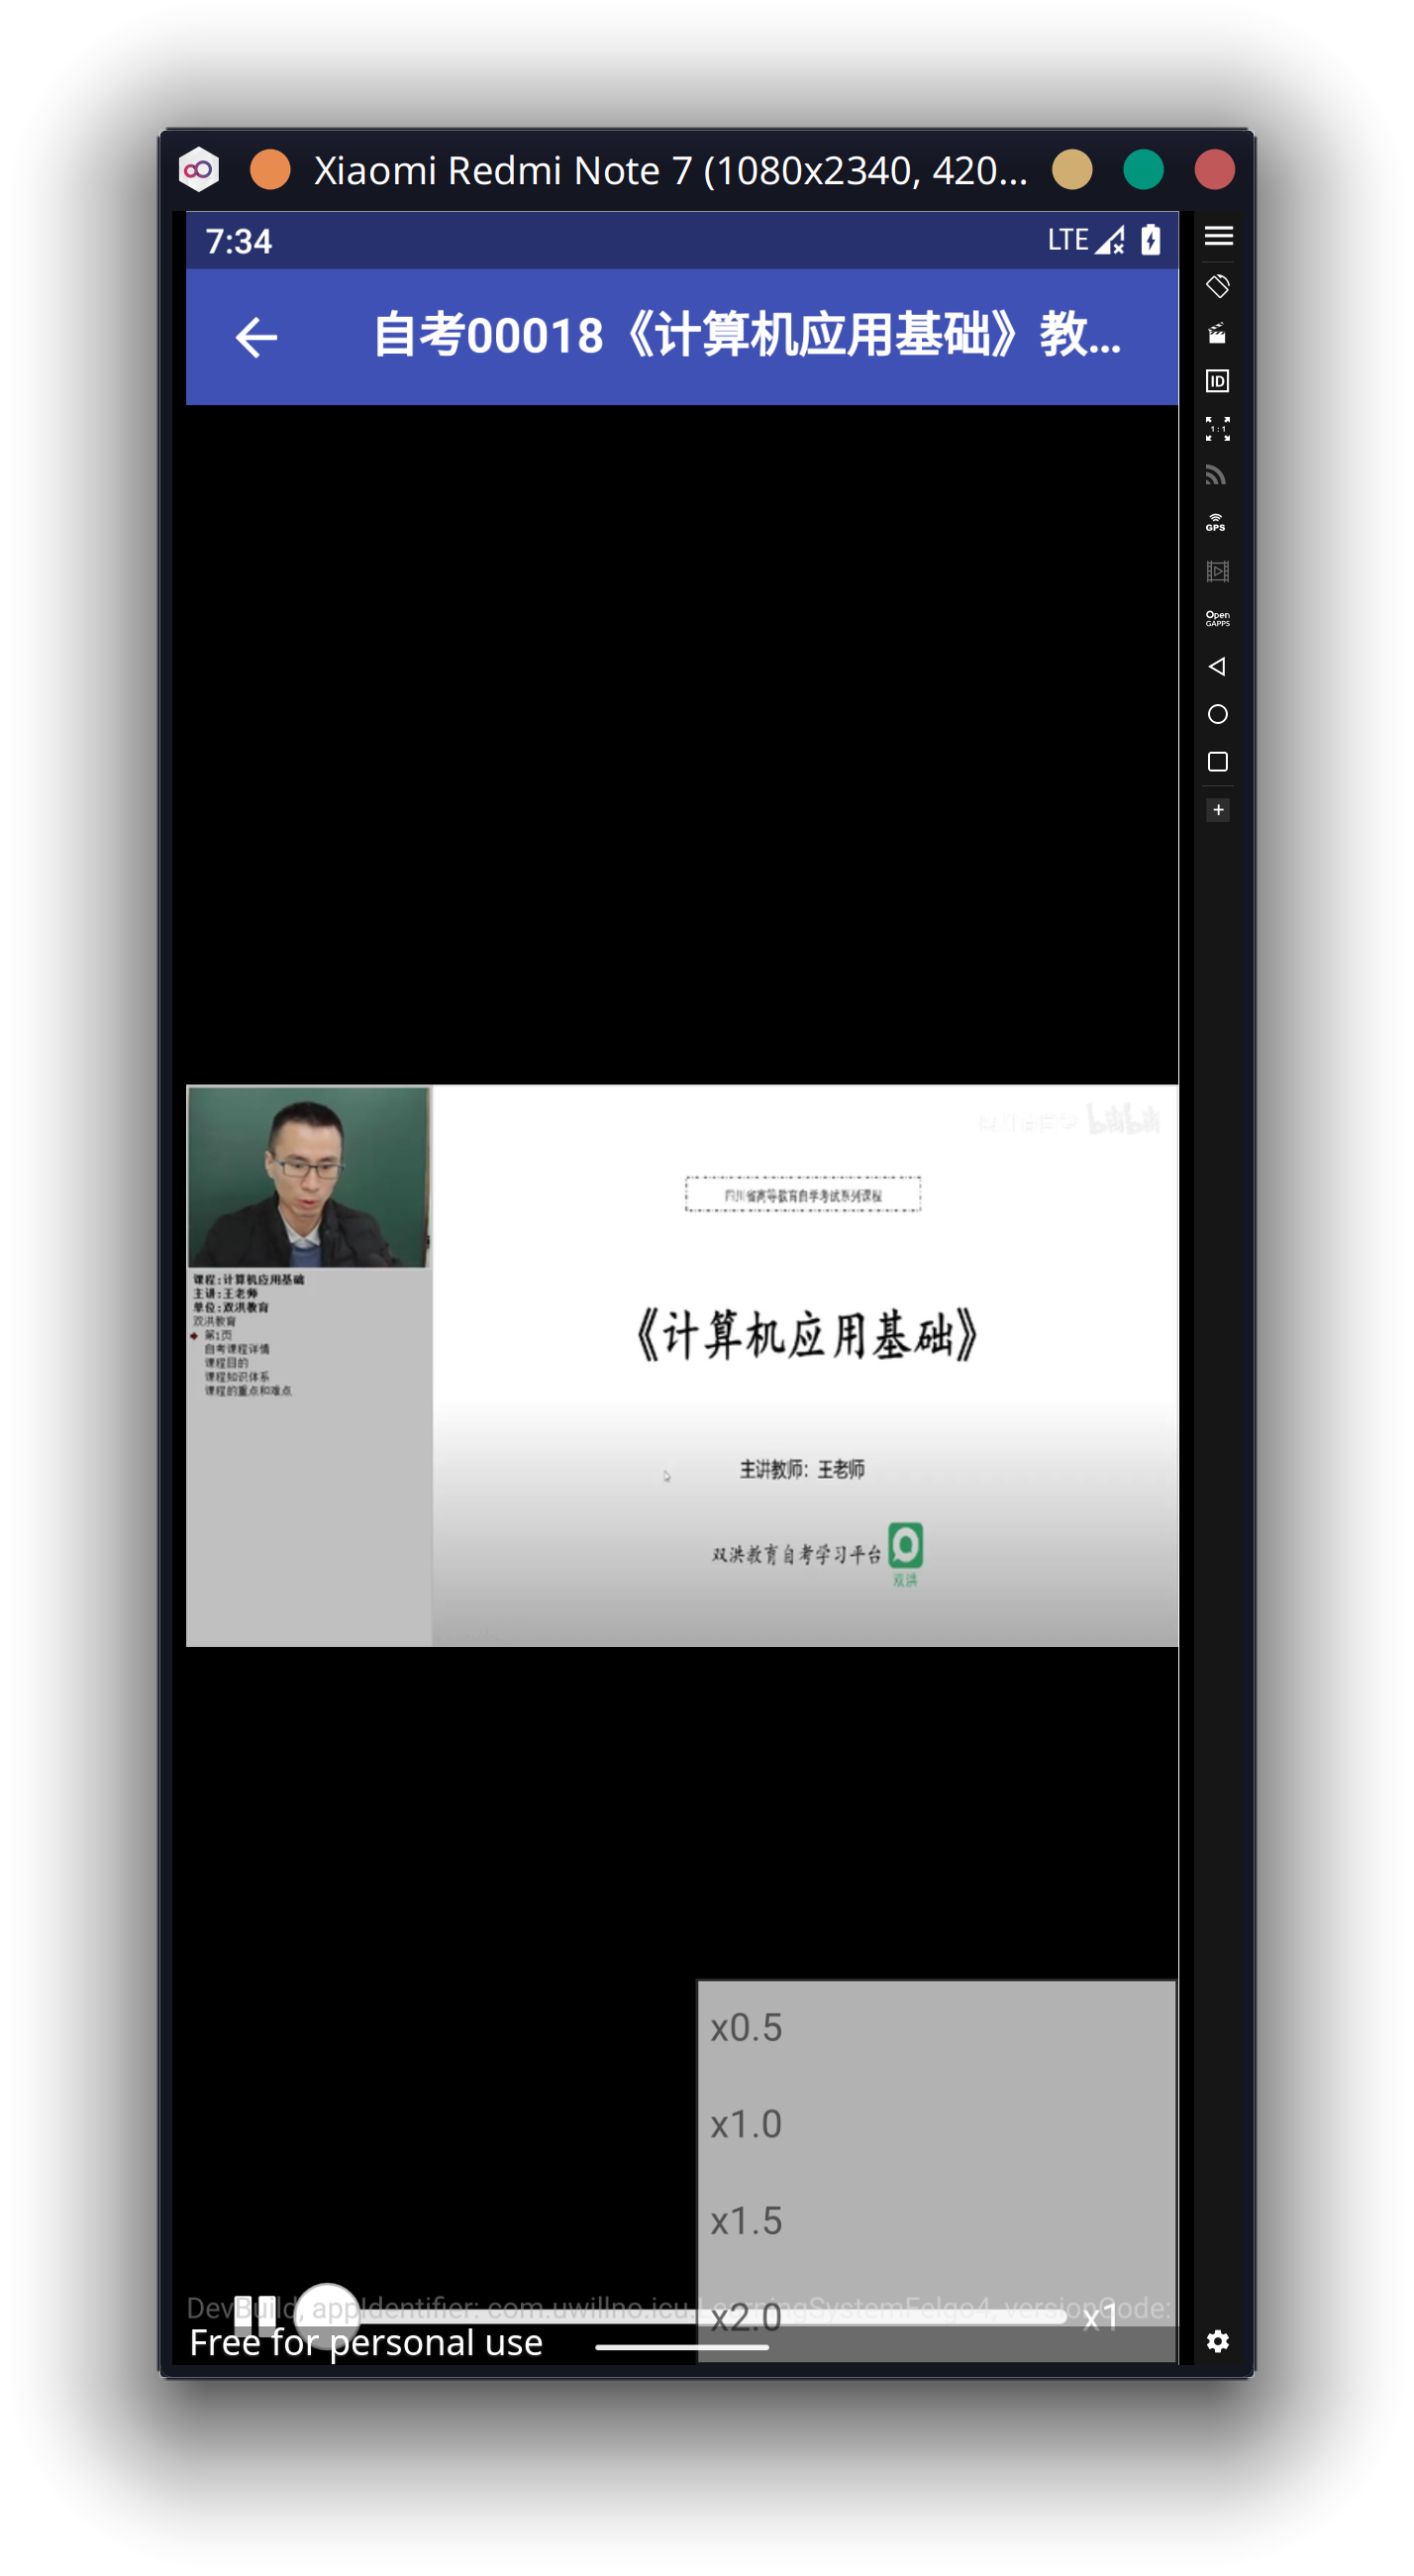 Xiaomi Redmi Note 7 (1080x2340, 420...
7:34
LTE
自考00018《计算机应用基础》教...
ID
1:1
GPS
Open
GAPPS
bilibili
四川省高等教育自学考试系列课程
《计算机应用基础》
主讲教师：王老师
双洪教育自考学习平台
双洪
课程:计算机应用基础
主讲:王老师
单位:双洪教育
双洪教育
第1页
自考课程详情
课程目的
课程知识体系
课程的重点和难点
x0.5
x1.0
x1.5
x2.0
DevBuild, appIdentifier: com.uwillno.icu.LearningSystemFelgo4, versionCode:
x1
Free for personal use